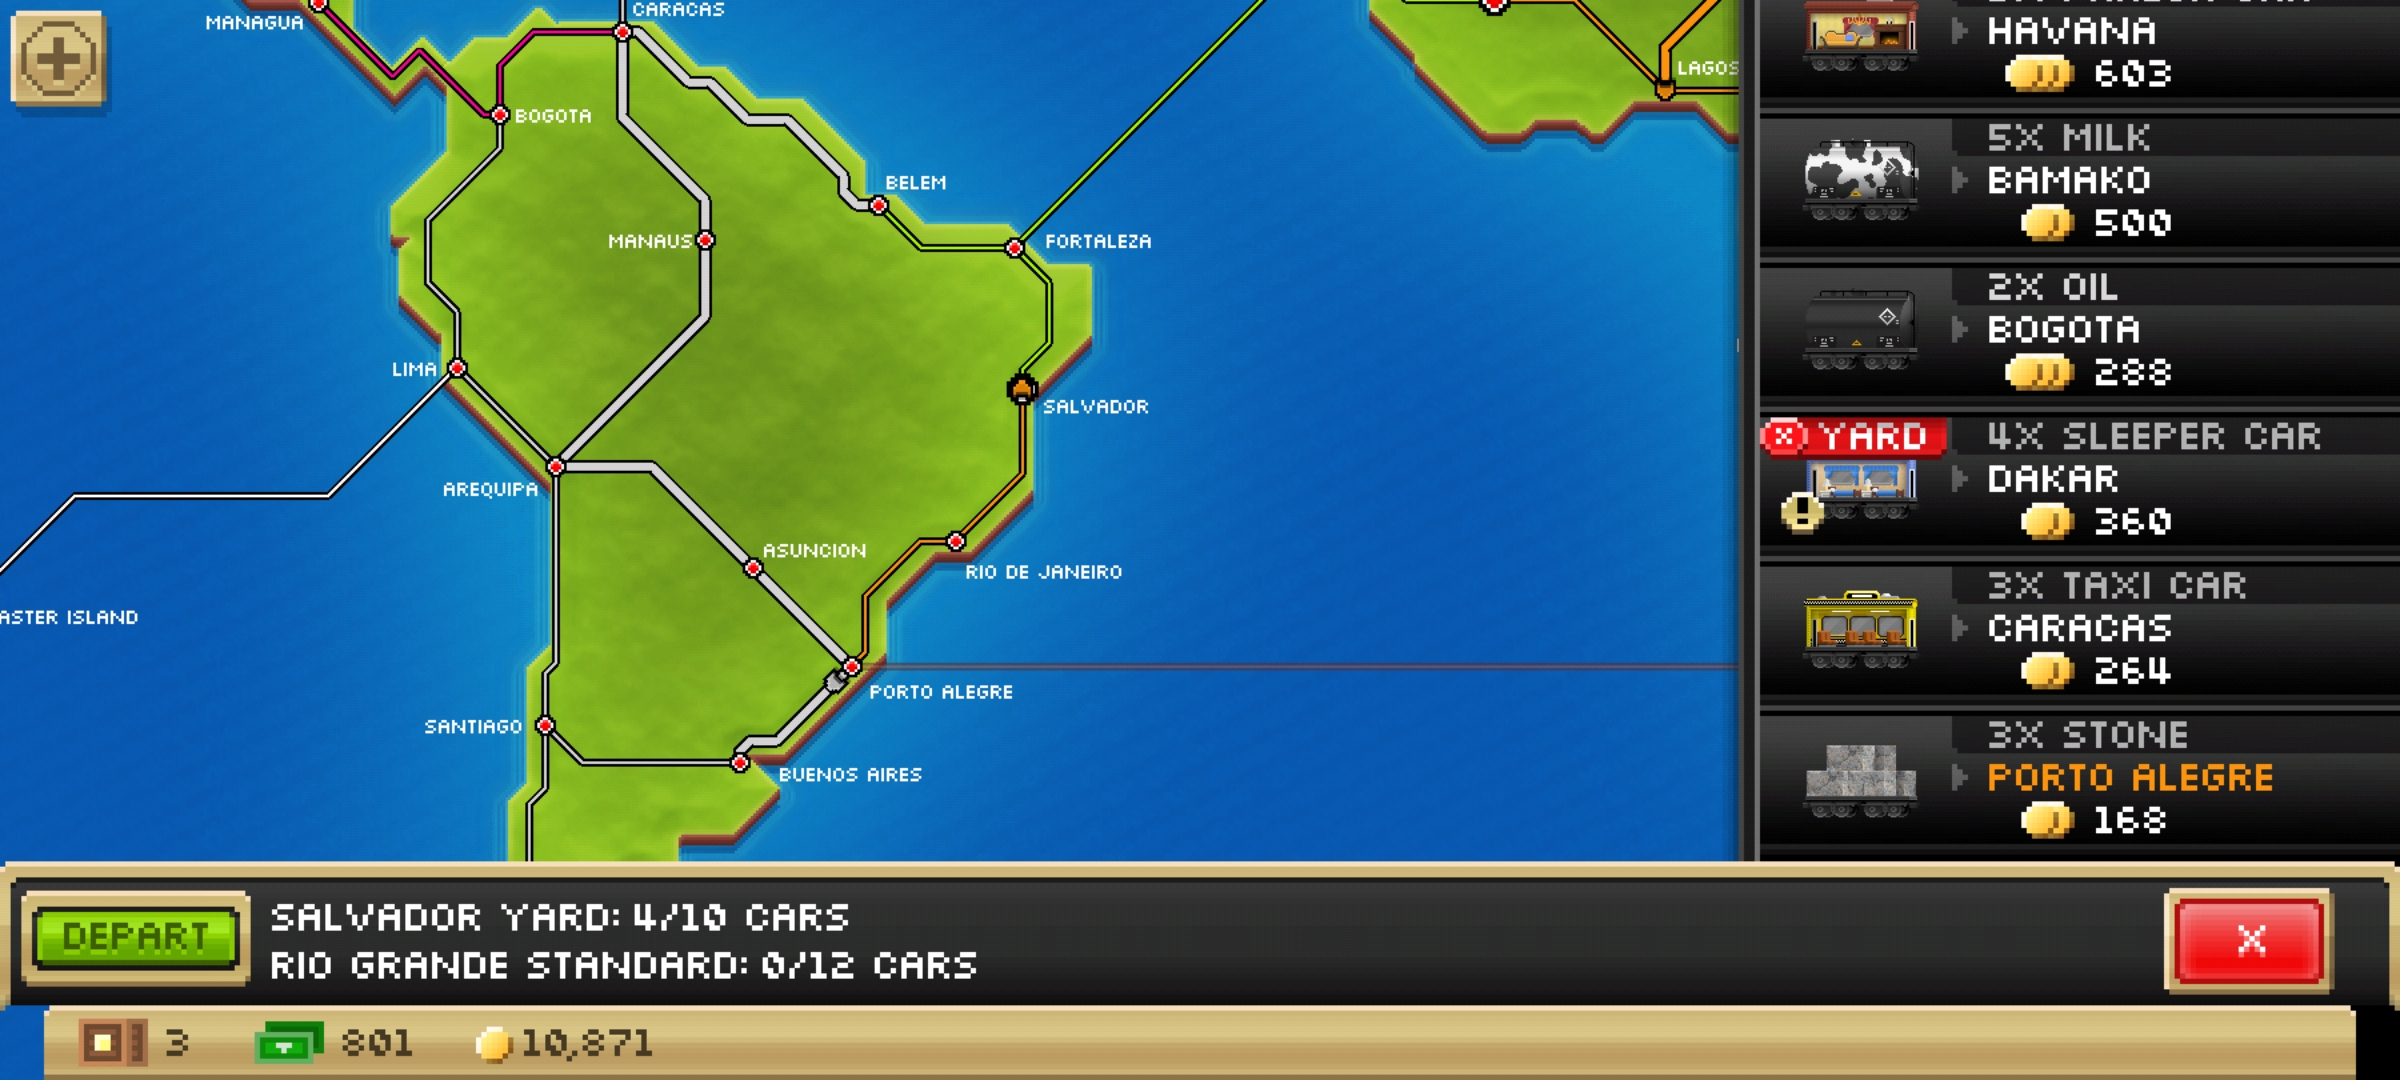 MANAGUA
CARACAS
BOGOTA
BELEM
MANAUS
FORTALEZA
LIMA
SALVADOR
AREQUIPA
ASUNCION
RIO DE JANEIRO
ASTER ISLAND
PORTO ALEGRE
SANTIAGO
BUENOS AIRES
LAGOS
HAVANA
603
5X MILK
BAMAKO
500
2X OIL
BOGOTA
288
YARD
4X SLEEPER CAR
DAKAR
360
3X TAXI CAR
CARACAS
264
3X STONE
PORTO ALEGRE
168
DEPART
SALVADOR YARD: 4/10 CARS
RIO GRANDE STANDARD: 0/12 CARS
X
3
801
10,871